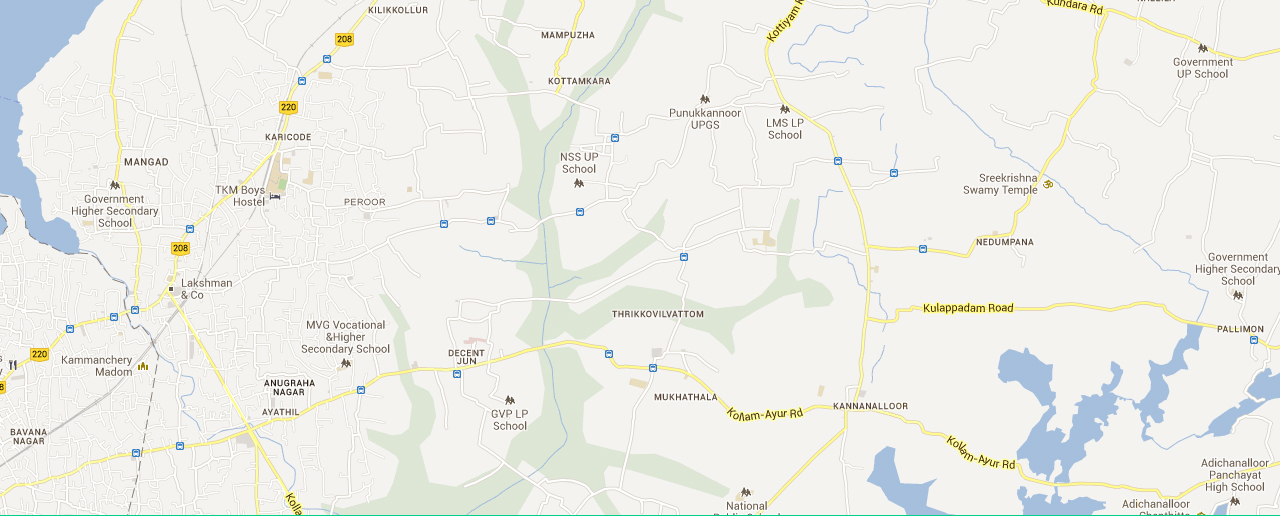 KILIKKOLLUR
208
MAMPUZHA
KOTTAMKARA
Kottiyam R
Kundara Rd
Government
UP School
220
KARICODE
Punukkannoor
UPGS
LMS LP
School
MANGAD
NSS UP
School
Government
Higher Secondary
School
TKM Boys
Hostel
PEROOR
Sreekrishna
Swamy Temple
NEDUMPANA
208
Lakshman
& Co
Government
Higher Secondary
School
Kulappadam Road
THRIKKOVILVATTOM
PALLIMON
MVG Vocational
&Higher
Secondary School
220
Kammanchery
Madom
DECENT
JUN
ANUGRAHA
NAGAR
AYATHIL
MUKHATHALA
Kollam-Ayur Rd
KANNANALLOOR
GVP LP
School
BAVANA
NAGAR
Kollam-Ayur Rd
Adichanalloor
Panchayat
High School
Kolla
National
Adichanalloor